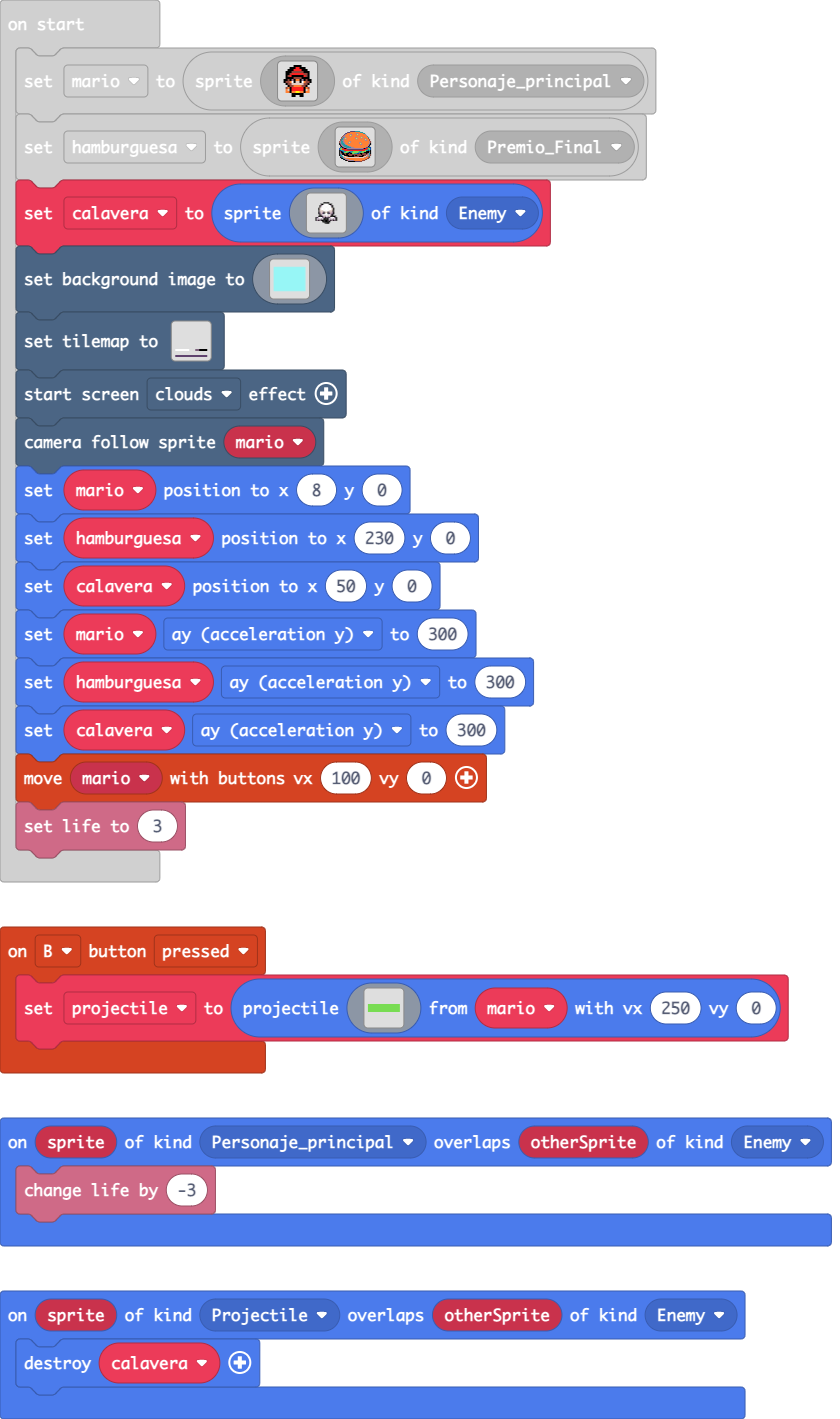 on start
set mario to sprite of kind Personaje_principal
set hamburguesa to sprite of kind Premio_Final
set calavera to sprite of kind Enemy
set background image to
set tilemap to
start screen clouds effect
camera follow sprite mario
set mario position to x 8 y 0
set hamburguesa position to x 230 y 0
set calavera position to x 50 y 0
set mario ay (acceleration y) to 300
set hamburguesa ay (acceleration y) to 300
set calavera ay (acceleration y) to 300
move mario with buttons vx 100 vy 0
set life to 3
on B button pressed
set projectile to projectile from mario with vx 250 vy 0
on sprite of kind Personaje_principal overlaps otherSprite of kind Enemy
change life by -3
on sprite of kind Projectile overlaps otherSprite of kind Enemy
destroy calavera